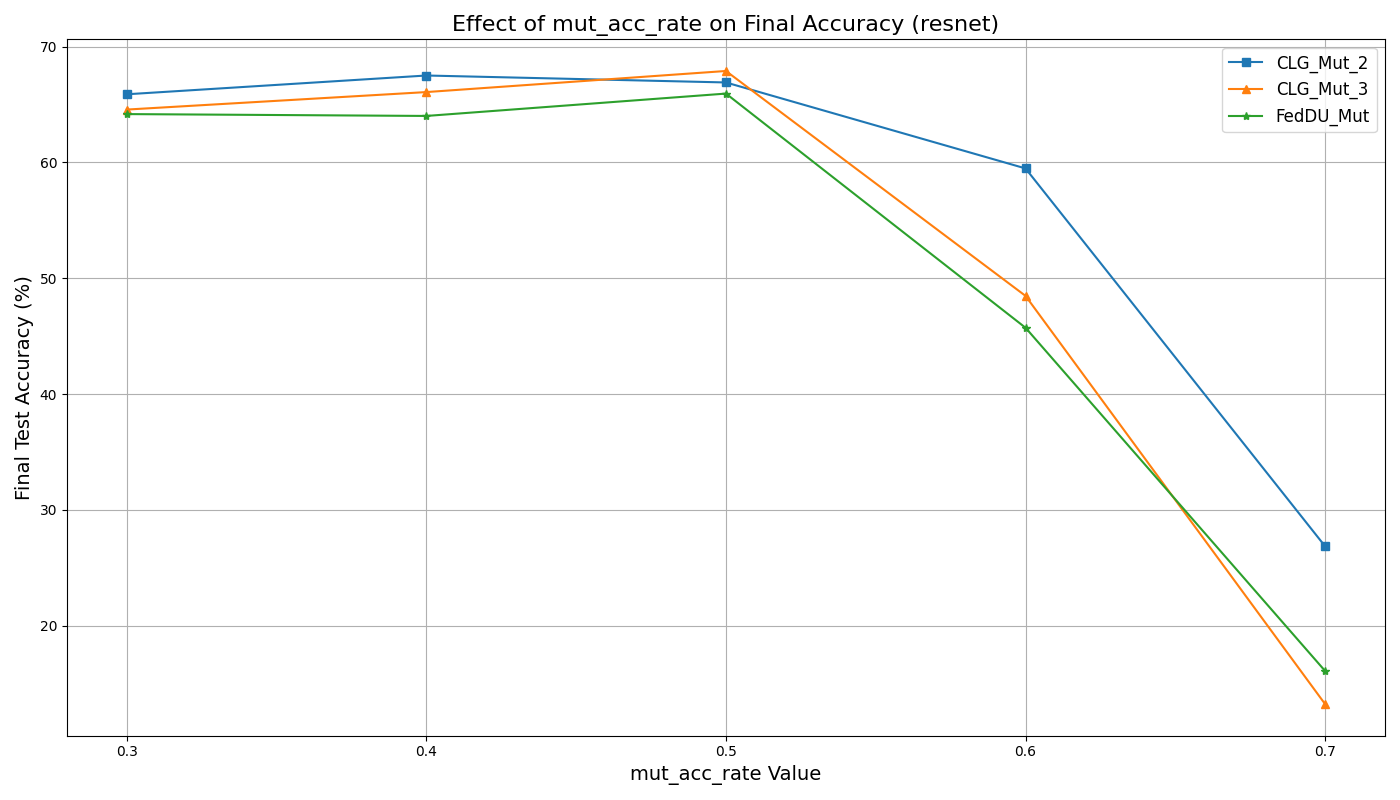 Effect of mut_acc_rate on Final Accuracy (resnet)
CLG_Mut_2
CLG_Mut_3
FedDU_Mut
Final Test Accuracy (%)
70
60
50
40
30
20
0.3
0.4
0.5
0.6
0.7
mut_acc_rate Value